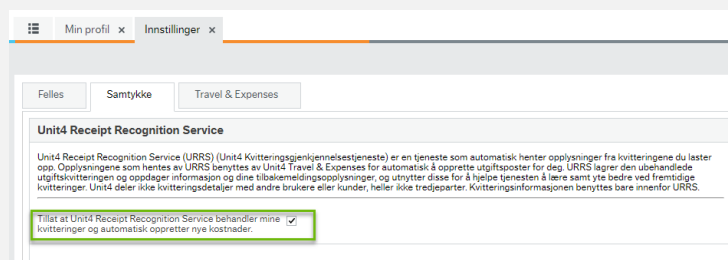 Min profil × Innstillinger ×
Felles Samtykke Travel & Expenses
Unit4 Receipt Recognition Service
Unit4 Receipt Recognition Service (URRS) (Unit4 Kvitteringsgjenkjennelsestjeneste) er en tjeneste som automatisk henter opplysninger fra kvitteringene du laster
opp. Opplysningene som hentes av URRS benyttes av Unit4 Travel & Expenses for automatisk å opprette utgiftsposter for deg. URRS lagrer den ubehandlede
utgiftskvitteringen og oppdager informasjon og dine tilbakemeldingsopplysninger, og utnytter disse for å hjelpe tjenesten å lære samt yte bedre ved fremtidige
kvitteringer. Unit4 deler ikke kvitteringsdetaljer med andre brukere eller kunder, heller ikke tredjeparter. Kvitteringsinformasjonen benyttes bare innenfor URRS.
Tillat at Unit4 Receipt Recognition Service behandler mine
kvitteringer og automatisk oppretter nye kostnader.